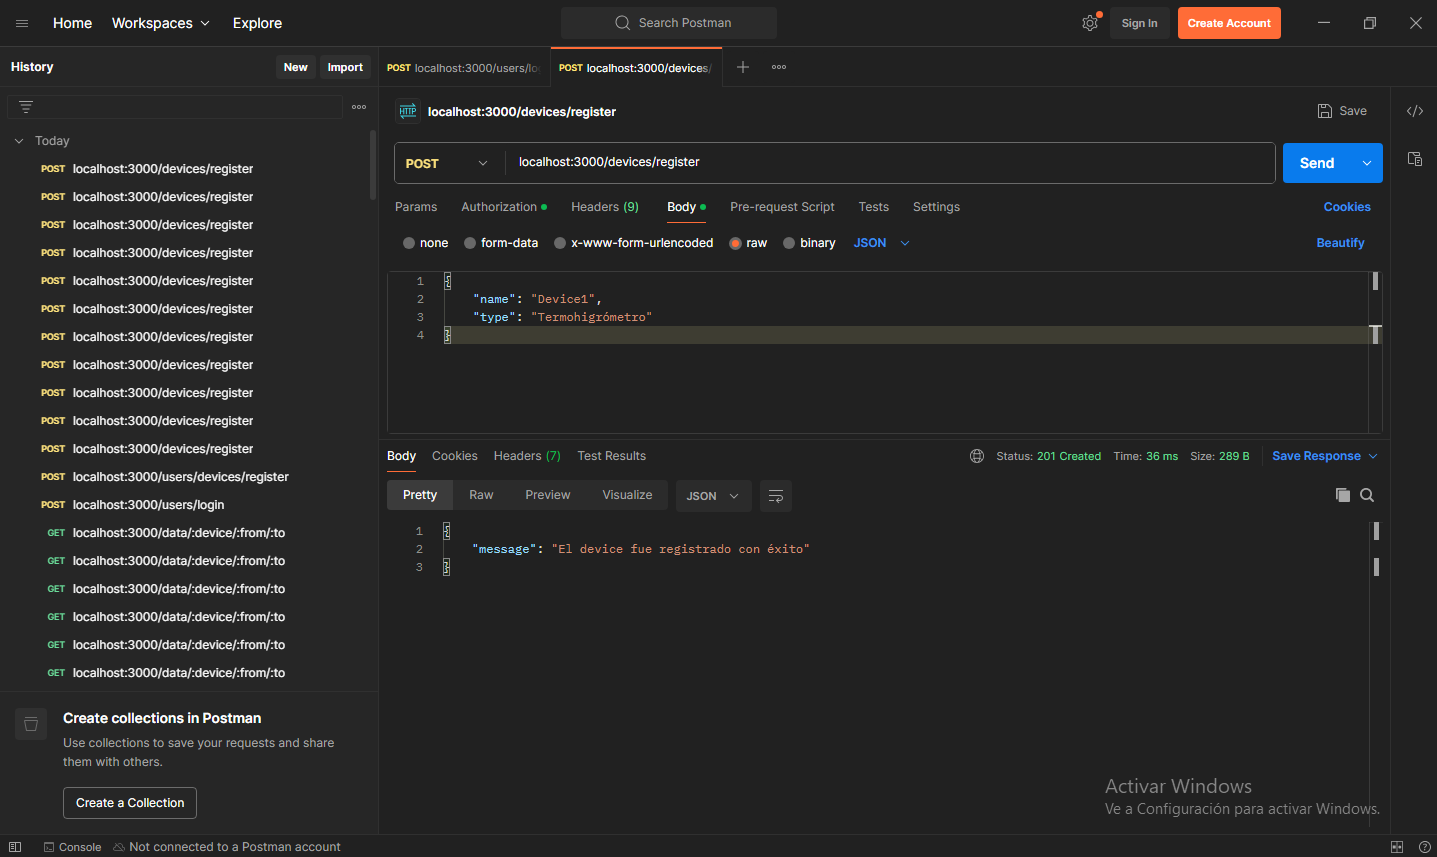 Home Workspaces Explore Search Postman Sign In Create Account
History New Import
POST localhost:3000/users/lo POST localhost:3000/devices/
HTTP localhost:3000/devices/register Save
POST localhost:3000/devices/register Send
Params Authorization Headers (9) Body Pre-request Script Tests Settings Cookies
none form-data x-www-form-urlencoded raw binary JSON Beautify
1 {
2 "name": "Device1",
3 "type": "Termohigrómetro"
4 }
Today
POST localhost:3000/devices/register
POST localhost:3000/devices/register
POST localhost:3000/devices/register
POST localhost:3000/devices/register
POST localhost:3000/devices/register
POST localhost:3000/devices/register
POST localhost:3000/devices/register
POST localhost:3000/devices/register
POST localhost:3000/devices/register
POST localhost:3000/devices/register
POST localhost:3000/devices/register
POST localhost:3000/users/devices/register
POST localhost:3000/users/login
GET localhost:3000/data/:device/:from/:to
GET localhost:3000/data/:device/:from/:to
GET localhost:3000/data/:device/:from/:to
GET localhost:3000/data/:device/:from/:to
GET localhost:3000/data/:device/:from/:to
GET localhost:3000/data/:device/:from/:to
Create collections in Postman
Use collections to save your requests and share
them with others.
Create a Collection
Body Cookies Headers (7) Test Results Status: 201 Created Time: 36 ms Size: 289 B Save Response
Pretty Raw Preview Visualize JSON
1 {
2 "message": "El device fue registrado con éxito"
3 }
Activar Windows
Ve a Configuración para activar Windows.
Console Not connected to a Postman account